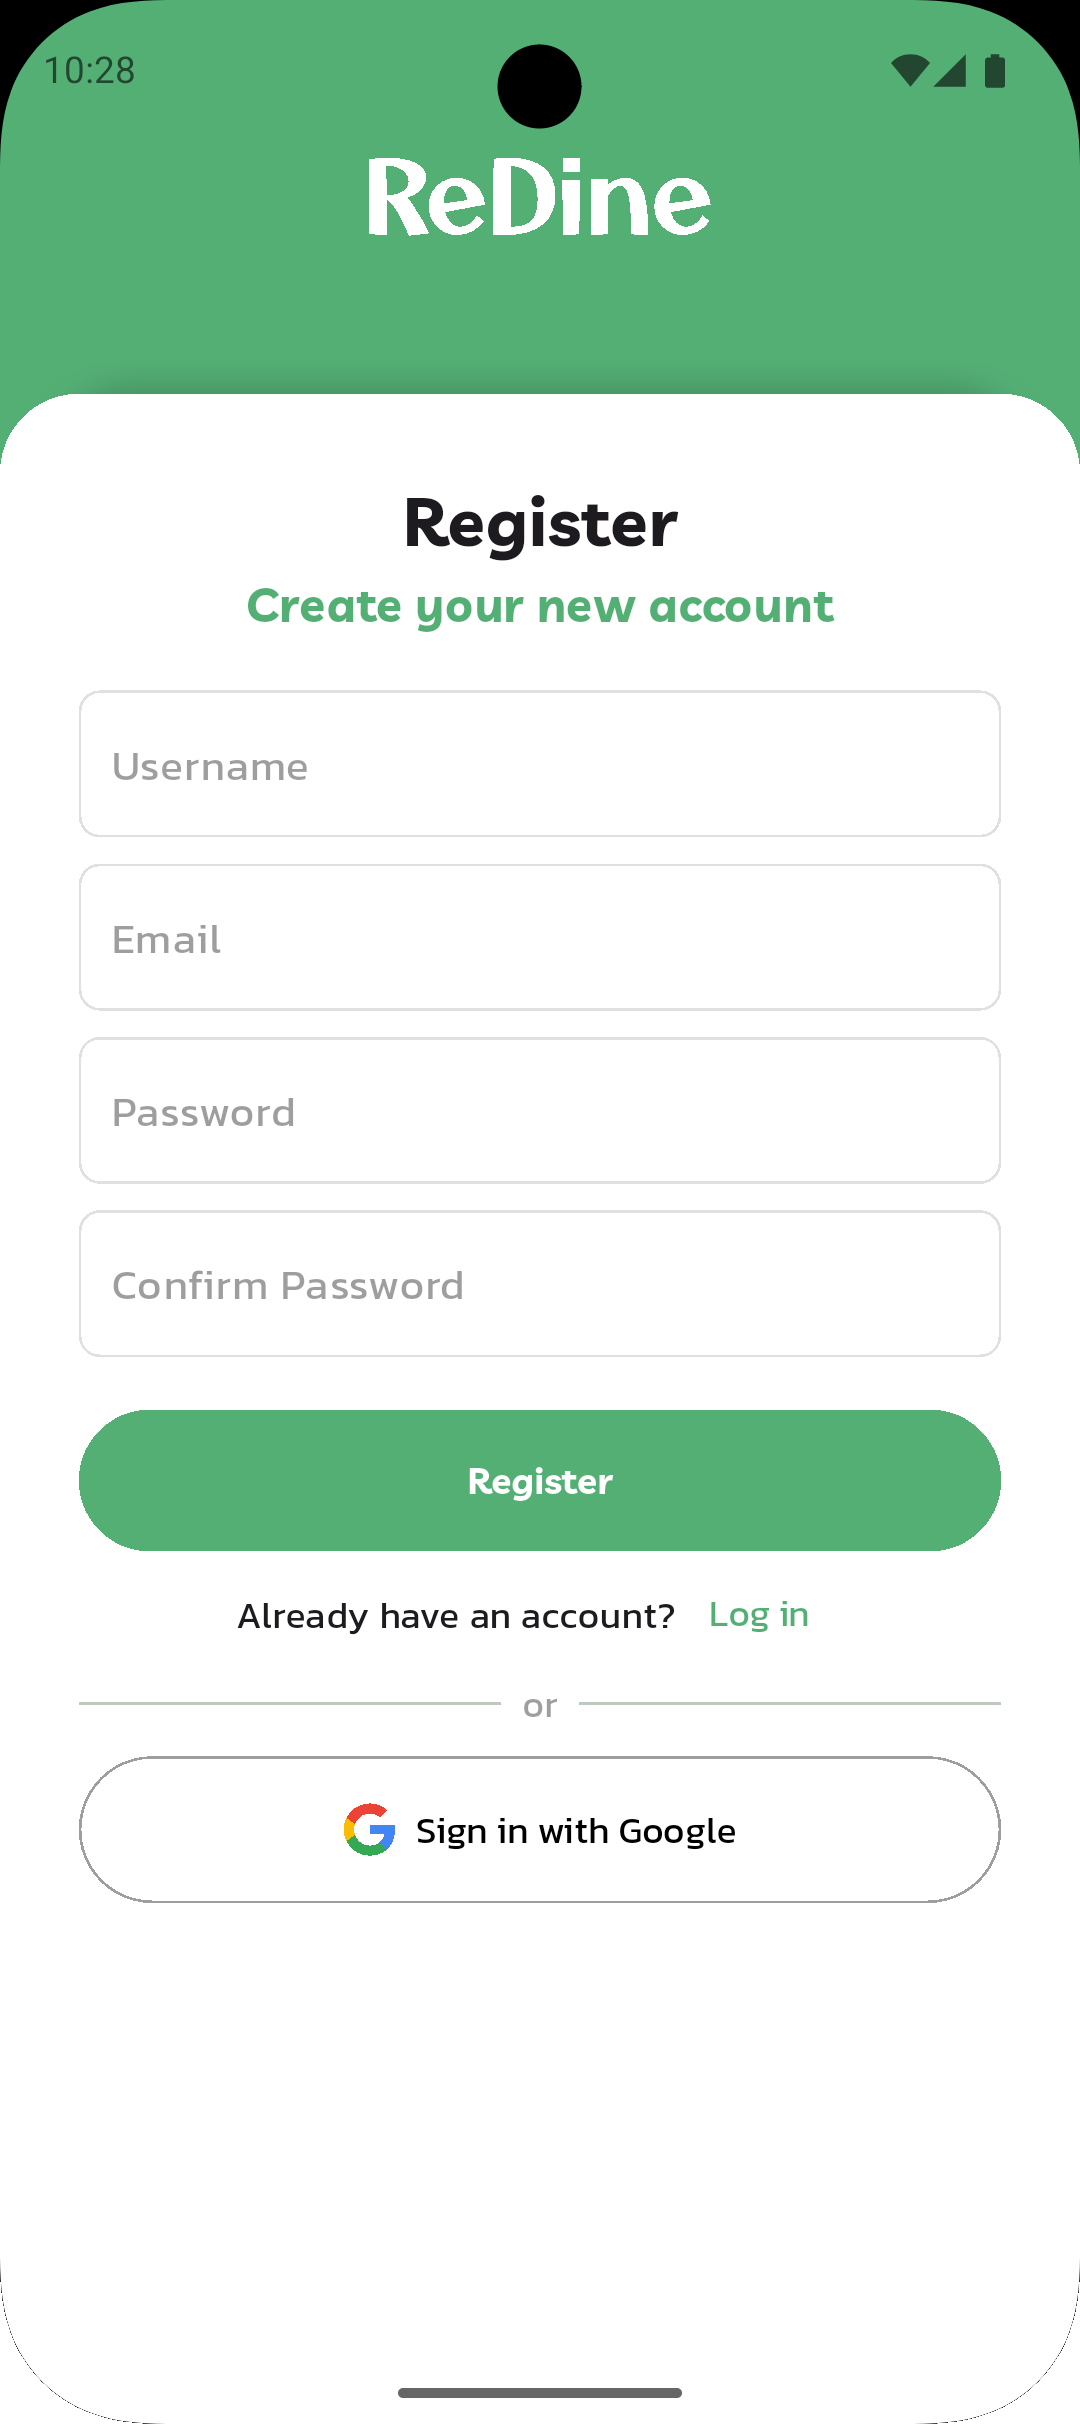 10:28
ReDine
Register
Create your new account
Username
Email
Password
Confirm Password
Register
Already have an account? Log in
or
Sign in with Google